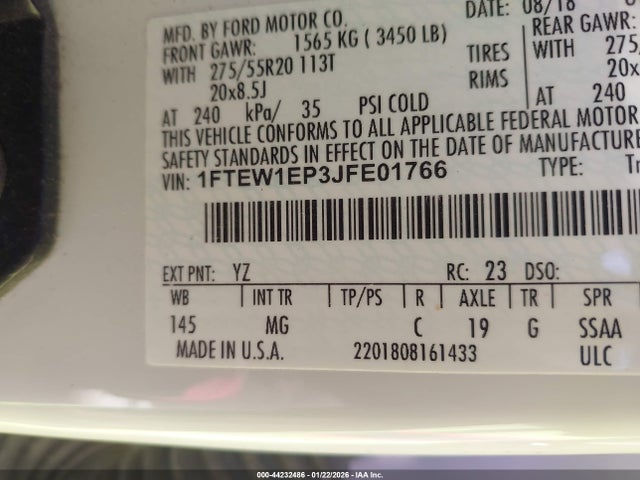 MFD. BY FORD MOTOR CO. DATE: 08/18
FRONT GAWR: 1565 KG ( 3450 LB) REAR GAWR:
WITH 275/55R20 113T TIRES WITH 275/
20x8.5J RIMS 20x
AT 240 kPa/ 35 PSI COLD AT 240
THIS VEHICLE CONFORMS TO ALL APPLICABLE FEDERAL MOTOR
SAFETY STANDARDS IN EFFECT ON THE DATE OF MANUFACTURE
VIN: 1FTEW1EP3JFE01766 TYPE: Tr
EXT PNT: YZ RC: 23 DSO:
WB INT TR TP/PS R AXLE TR SPR
145 MG C 19 G SSAA
MADE IN U.S.A. 2201808161433 ULC
000-44232486 - 01/22/2026 - IAA Inc.